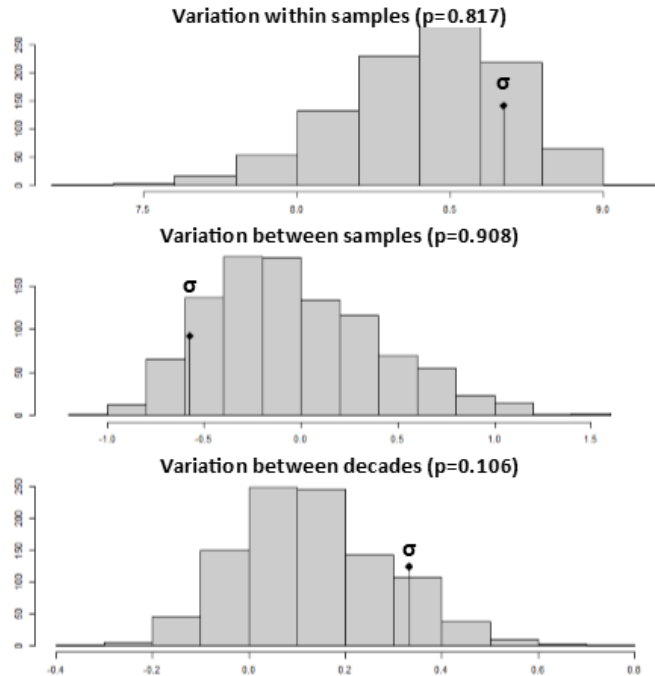 Variation within samples (p=0.817)
250
200
150
100
50
0
σ
7.5 8.0 8.5 9.0
Variation between samples (p=0.908)
150
100
50
0
σ
-1.0 -0.5 0.0 0.5 1.0 1.5
Variation between decades (p=0.106)
250
200
150
100
50
0
σ
-0.4 -0.2 0.0 0.2 0.4 0.6 0.8